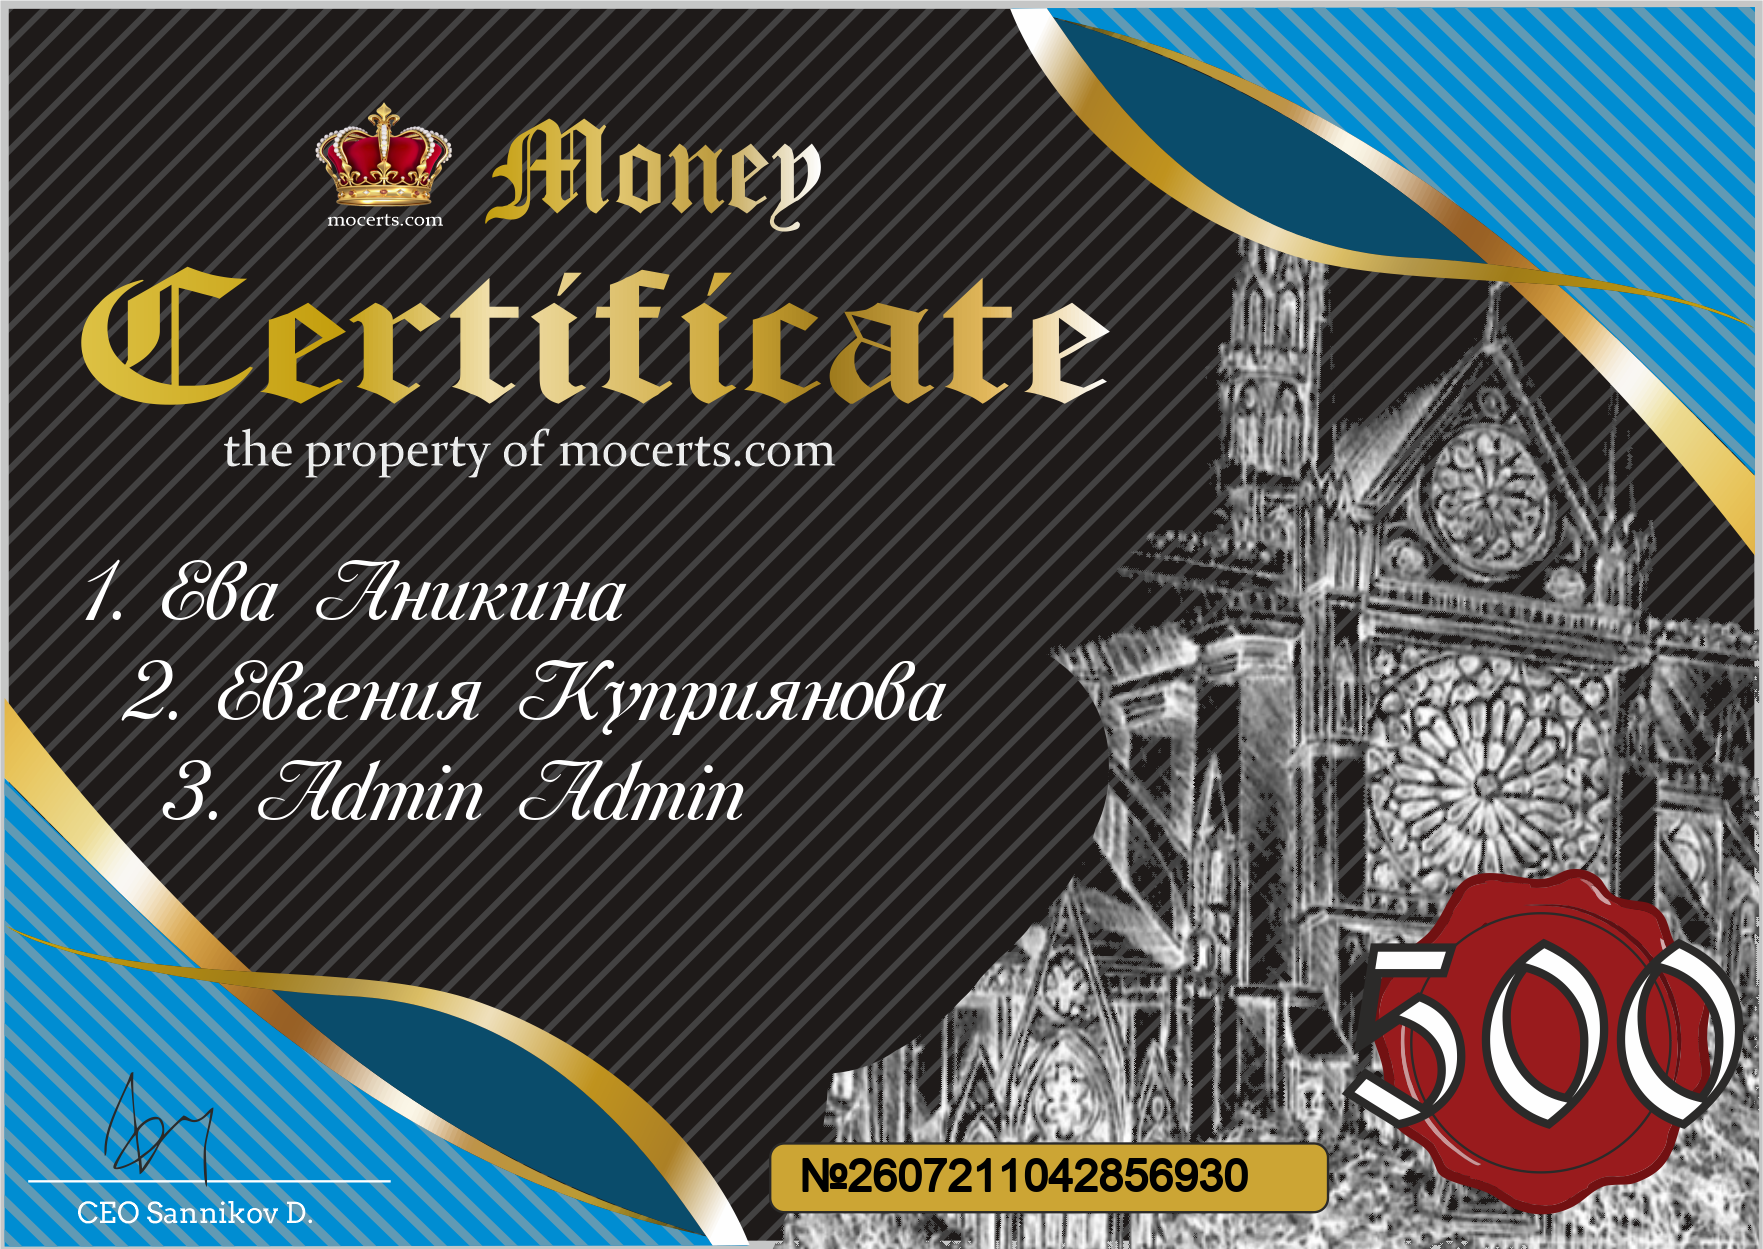 mocerts.com
Money
Certificate
the property of mocerts.com
1. Ева Аникина
2. Евгения Куприянова
3. Admin Admin
500
№2607211042856930
CEO Sannikov D.